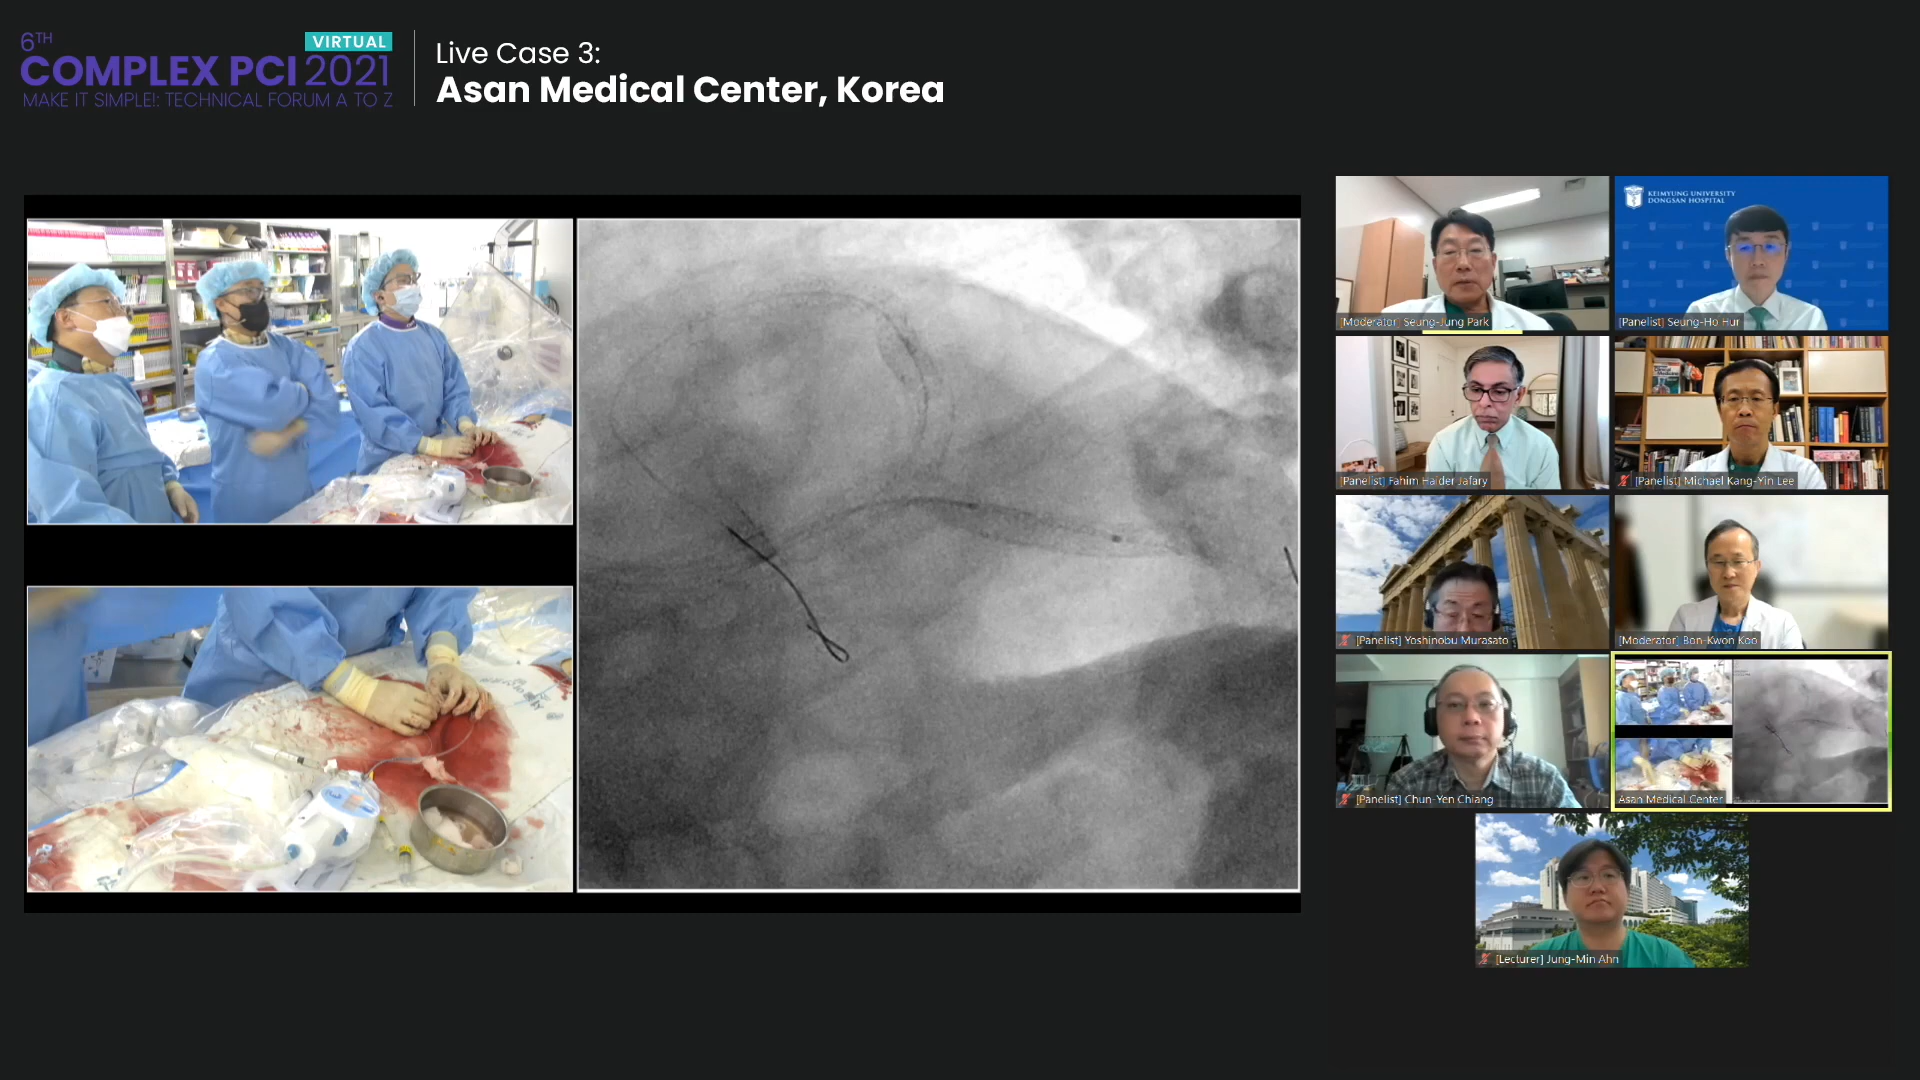 6TH
VIRTUAL
COMPLEX PCI 2021
MAKE IT SIMPLE!: TECHNICAL FORUM A TO Z
Live Case 3:
Asan Medical Center, Korea
KEIMYUNG UNIVERSITY
DONGSAN HOSPITAL
[Moderator] Seung-Jung Park
[Panelist] Seung-Ho Hur
[Panelist] Fahim Haider Jafary
[Panelist] Michael Kang-Yin Lee
[Panelist] Yoshinobu Murasato
[Moderator] Bon-Kwon Koo
[Panelist] Chun-Yen Chiang
Asan Medical Center
[Lecturer] Jung-Min Ahn